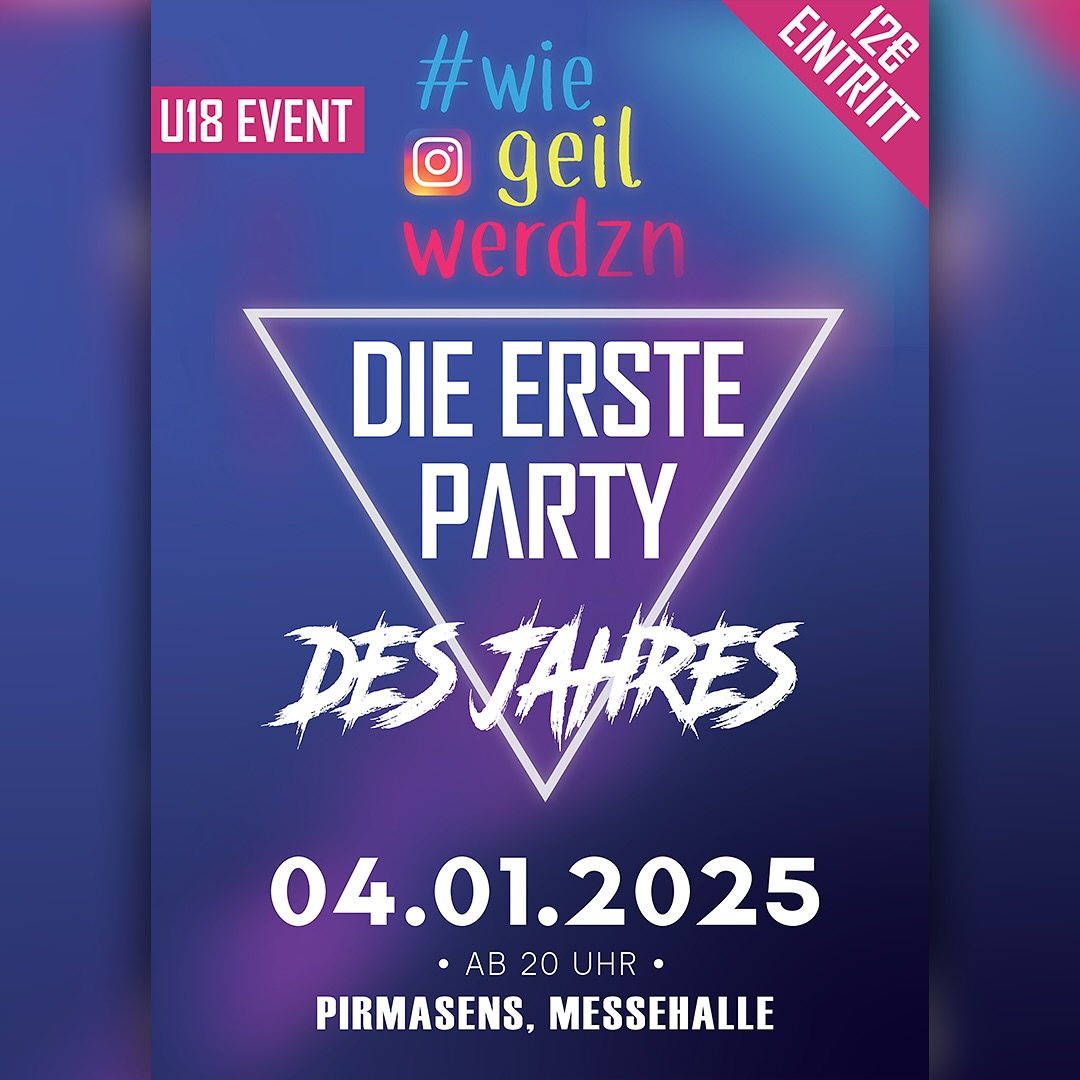 #wie
geil
werdzn
U18 EVENT
12€
EINTRITT
DIE ERSTE
PARTY
DES JAHRES
04.01.2025
• AB 20 UHR •
PIRMASENS, MESSEHALLE